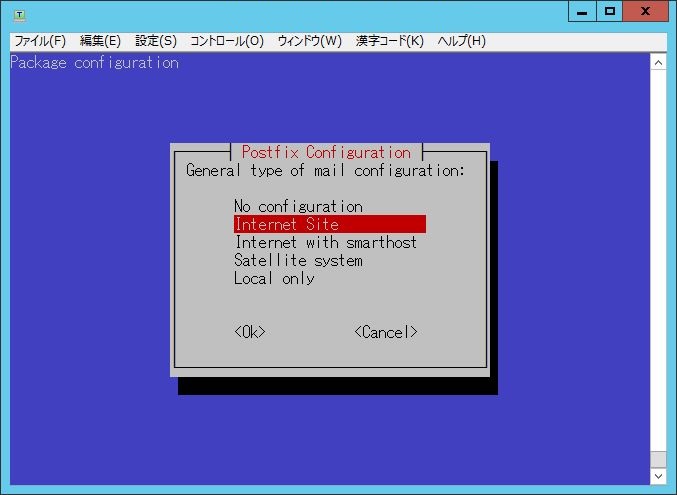 ファイル(F) 編集(E) 設定(S) コントロール(O) ウィンドウ(W) 漢字コード(K) ヘルプ(H)
Package configuration
Postfix Configuration
General type of mail configuration:
No configuration
Internet Site
Internet with smarthost
Satellite system
Local only
<Ok> <Cancel>